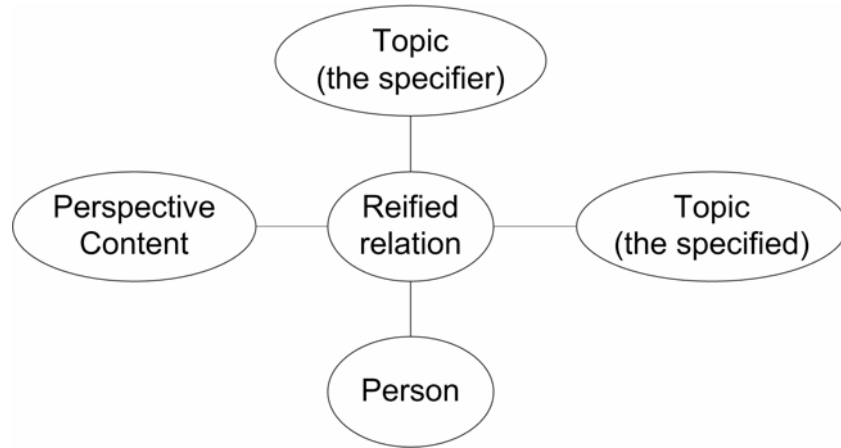 Topic
(the specifier)
Perspective
Content
Reified
relation
Topic
(the specified)
Person